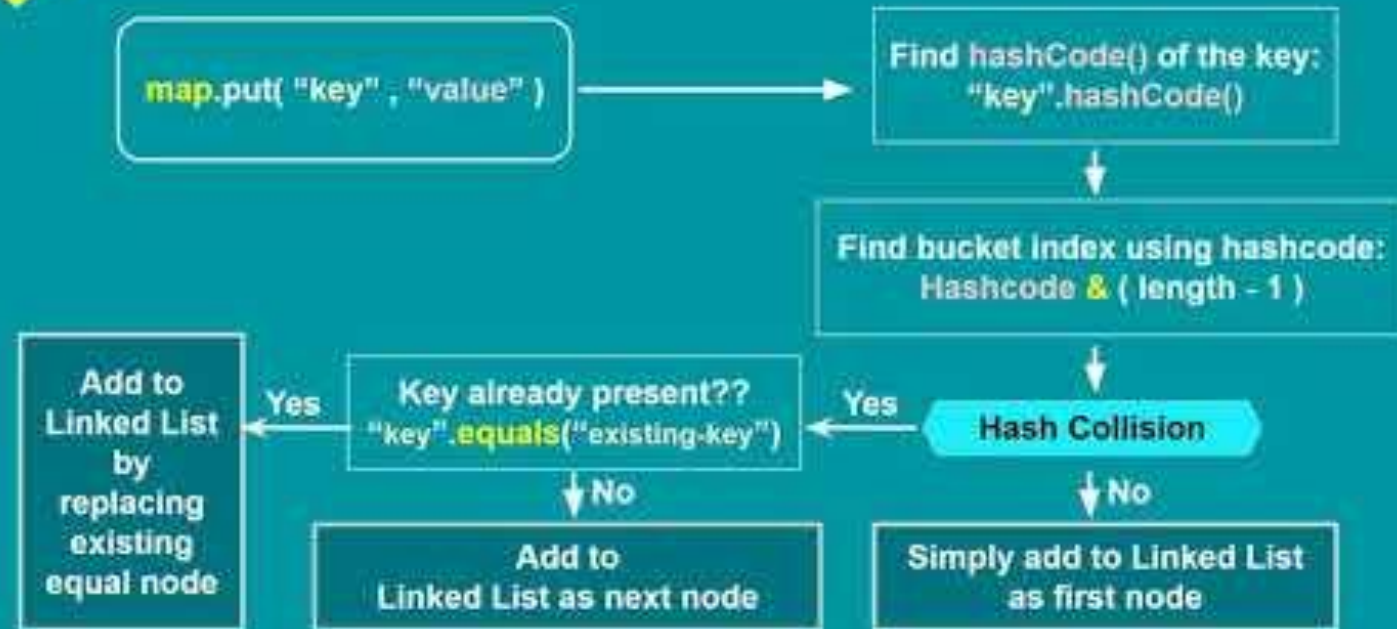 map.put( “key” , “value” )
Find hashCode() of the key:
“key”.hashCode()
Find bucket index using hashcode:
Hashcode & ( length - 1 )
Hash Collision
Yes
Key already present??
“key”.equals(“existing-key”)
Yes
Add to
Linked List
by
replacing
existing
equal node
No
Add to
Linked List as next node
No
Simply add to Linked List
as first node